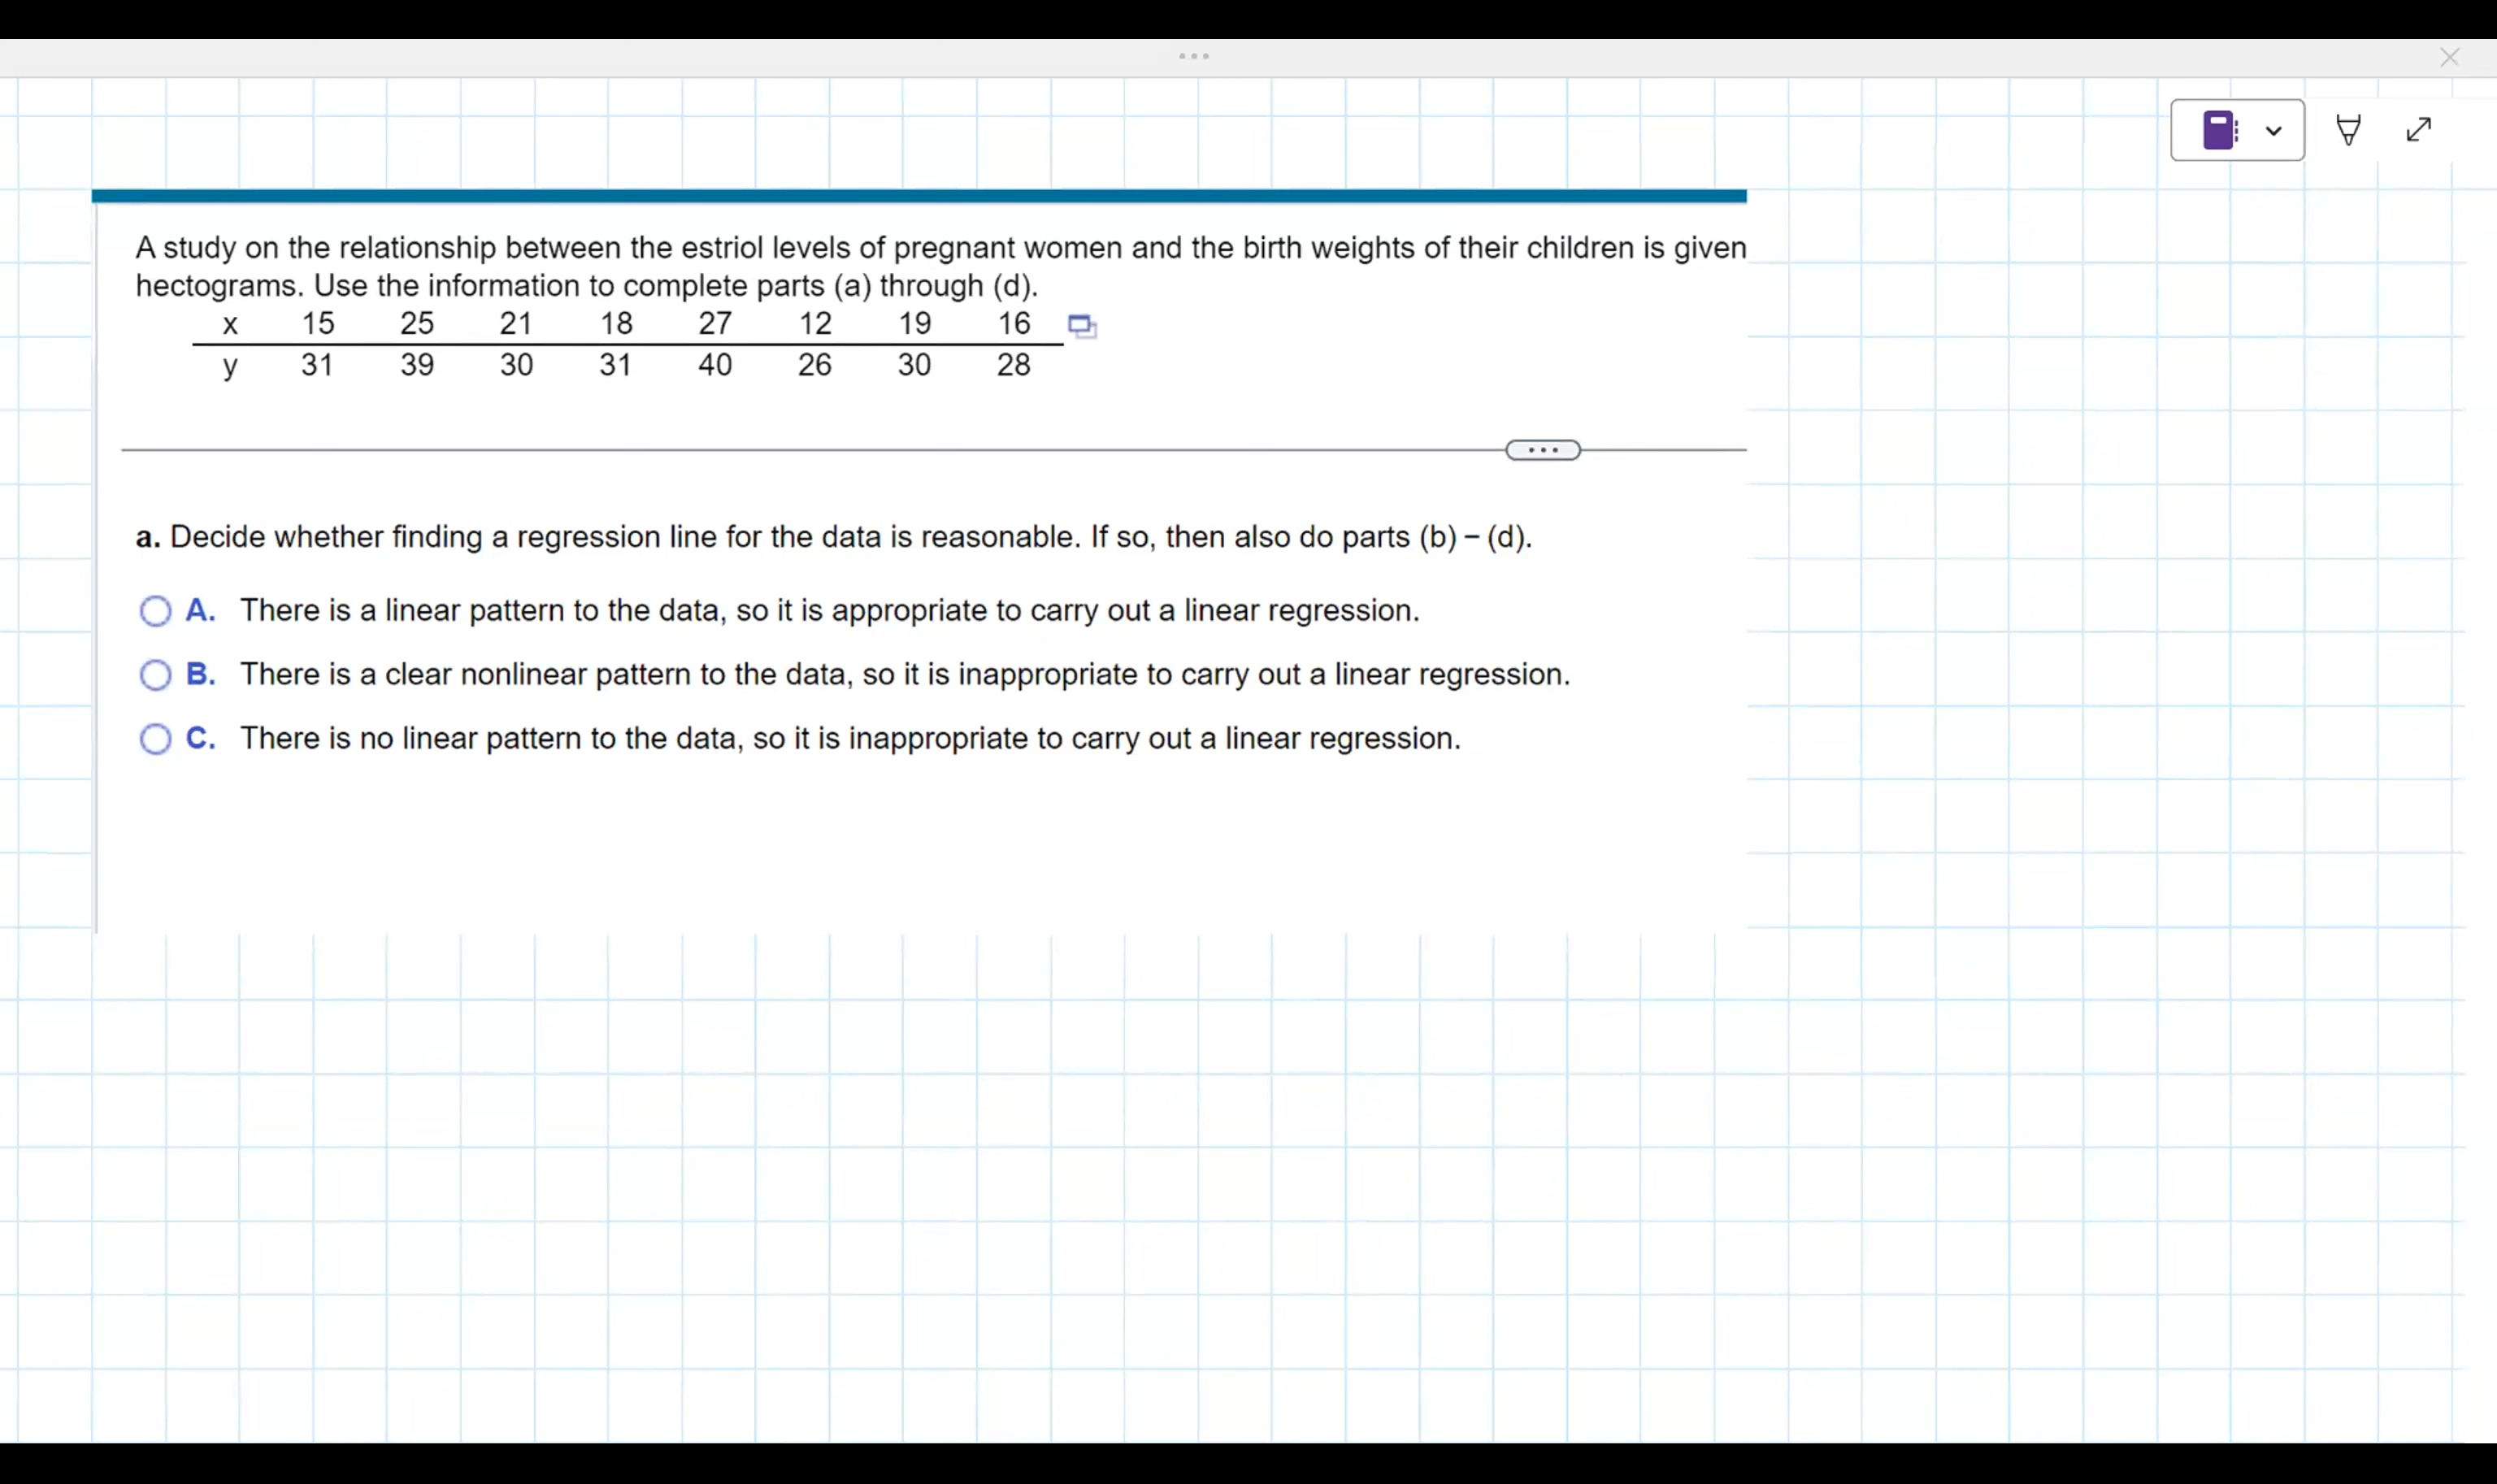 A study on the relationship between the estriol levels of pregnant women and the birth weights of their children is given
hectograms. Use the information to complete parts (a) through (d).
x 15 25 21 18 27 12 19 16
y 31 39 30 31 40 26 30 28
a. Decide whether finding a regression line for the data is reasonable. If so, then also do parts (b) – (d).
A. There is a linear pattern to the data, so it is appropriate to carry out a linear regression.
B. There is a clear nonlinear pattern to the data, so it is inappropriate to carry out a linear regression.
C. There is no linear pattern to the data, so it is inappropriate to carry out a linear regression.